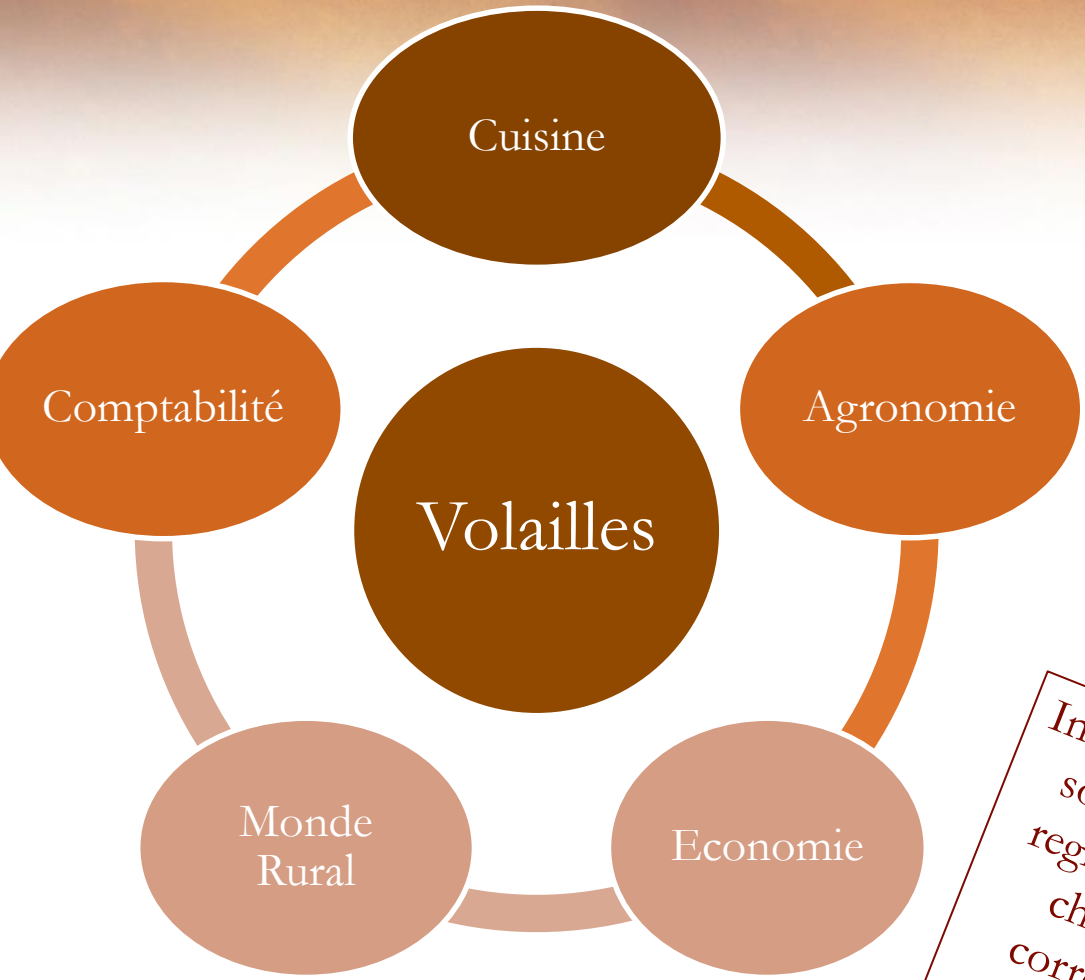 Cuisine
Comptabilité
Agronomie
Volailles
Monde
Rural
Economie